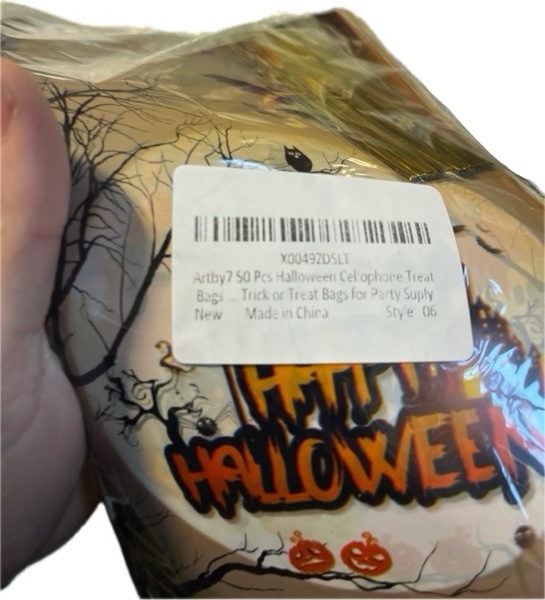 X0049ZDSLT
Artby7 50 Pcs Halloween Cellophane Treat
Bags ... Trick or Treat Bags for Party Suply
New Made in China Style 06
HAPPY
HALLOWEEN